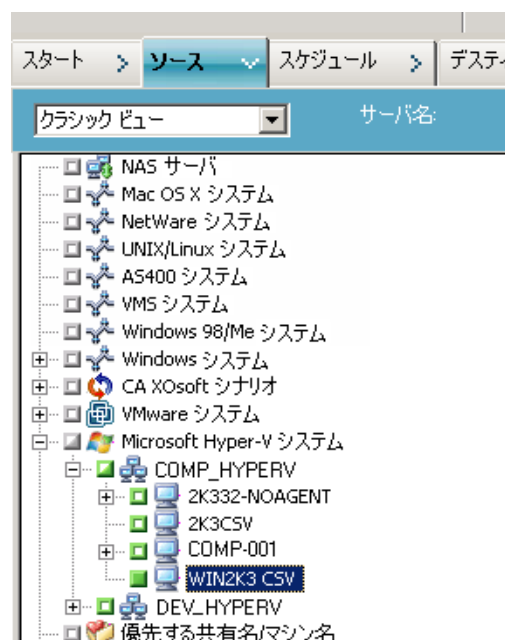 スタート ソース スケジュール デスティ
クラシック ビュー サーバ名:
NAS サーバ
Mac OS X システム
NetWare システム
UNIX/Linux システム
AS400 システム
VMS システム
Windows 98/Me システム
Windows システム
CA XOsoft シナリオ
VMware システム
Microsoft Hyper-V システム
COMP_HYPERV
2K332-NOAGENT
2K3CSV
COMP-001
WIN2K3 CSV
DEV_HYPERV
優先する共有名/マシン名